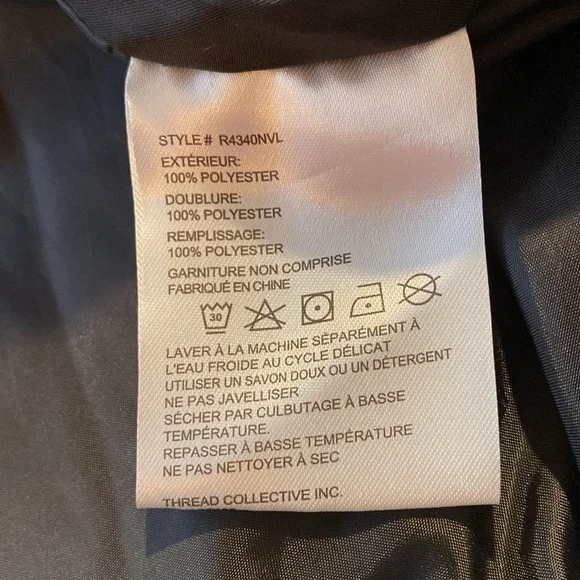 STYLE # R4340NVL
EXTÉRIEUR:
100% POLYESTER
DOUBLURE:
100% POLYESTER
REMPLISSAGE:
100% POLYESTER
GARNITURE NON COMPRISE
FABRIQUÉ EN CHINE
30
LAVER À LA MACHINE SÉPARÉMENT À
L'EAU FROIDE AU CYCLE DÉLICAT
UTILISER UN SAVON DOUX OU UN DÉTERGENT
NE PAS JAVELLISER
SÉCHER PAR CULBUTAGE À BASSE
TEMPÉRATURE.
REPASSER À BASSE TEMPÉRATURE
NE PAS NETTOYER À SEC
THREAD COLLECTIVE INC.